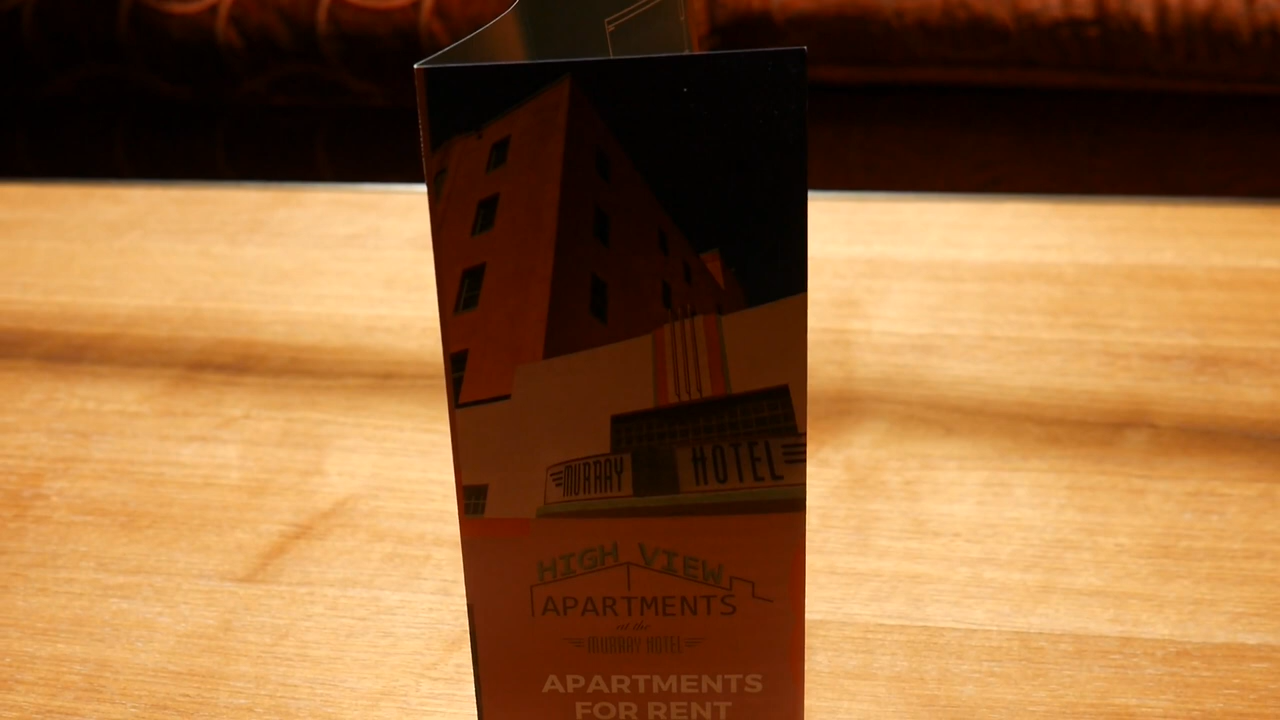 MURRAY HOTEL
HIGH VIEW
APARTMENTS
at the
MURRAY HOTEL
APARTMENTS
FOR RENT